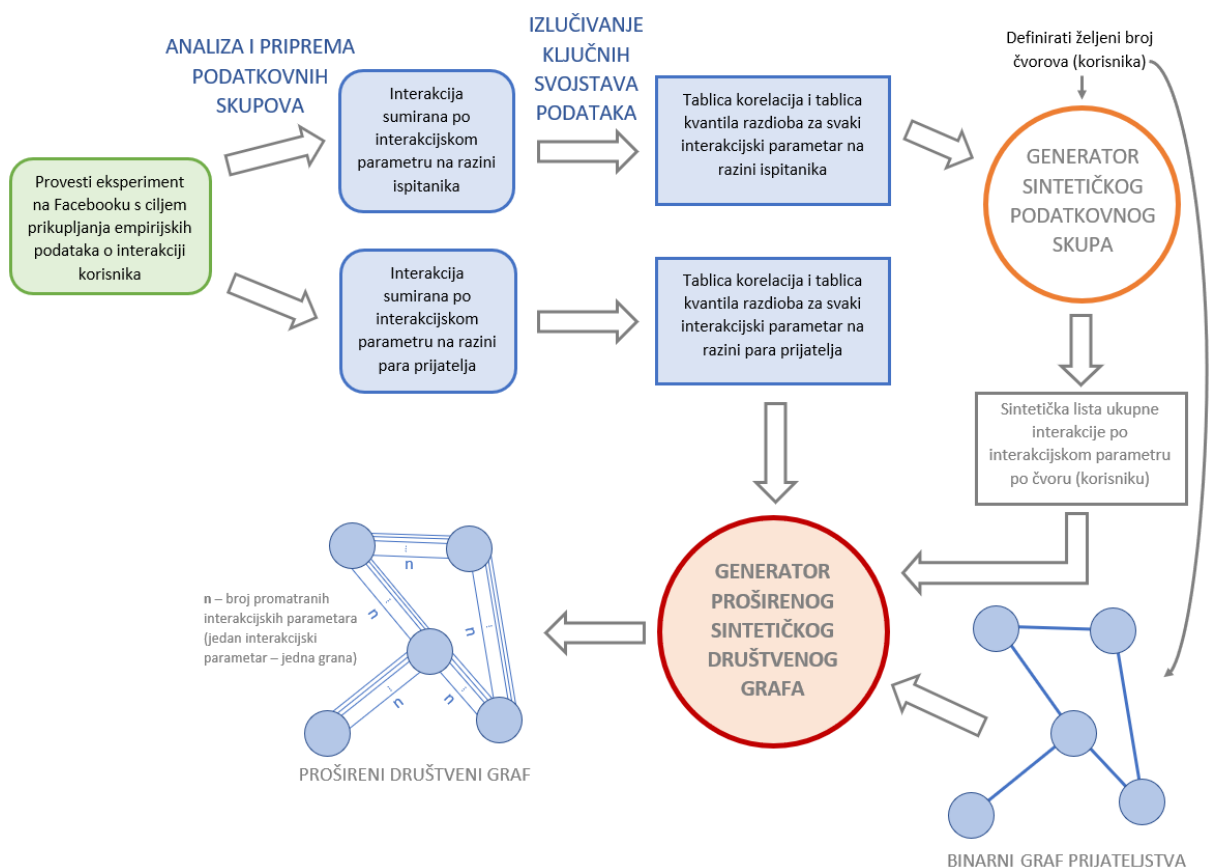 ANALIZA I PRIPREMA
PODATKOVNIH
SKUPOVA
IZLUČIVANJE
KLJUČNIH
SVOJSTAVA
PODATAKA
Definirati željeni broj
čvorova (korisnika)
Provesti eksperiment
na Facebooku s ciljem
prikupljanja empirijskih
podataka o interakciji
korisnika
Interakcija
sumirana po
interakcijskom
parametru na razini
ispitanika
Tablica korelacija i tablica
kvantila razdioba za svaki
interakcijski parametar na
razini ispitanika
GENERATOR
SINTETIČKOG
PODATKOVNOG
SKUPA
Interakcija
sumirana po
interakcijskom
parametru na razini
para prijatelja
Tablica korelacija i tablica
kvantila razdioba za svaki
interakcijski parametar na
razini para prijatelja
Sintetička lista ukupne
interakcije po
interakcijskom parametru
po čvoru (korisniku)
GENERATOR
PROŠIRENOG
SINTETIČKOG
DRUŠTVENOG
GRAFA
n – broj promatranih
interakcijskih parametara
(jedan interakcijski
parametar – jedna grana)
n
n
n
n
n
PROŠIRENI DRUŠTVENI GRAF
BINARNI GRAF PRIJATELJSTVA